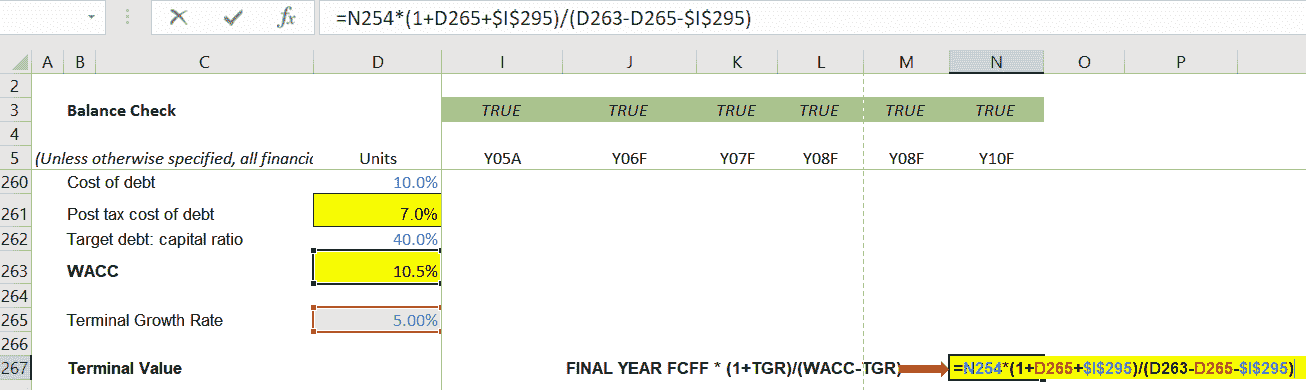 =N254*(1+D265+$I$295)/(D263-D265-$I$295)
A B C D I J K L M N O P
2
3 Balance Check TRUE TRUE TRUE TRUE TRUE TRUE
4
5 (Unless otherwise specified, all financi Units Y05A Y06F Y07F Y08F Y08F Y10F
260 Cost of debt 10.0%
261 Post tax cost of debt 7.0%
262 Target debt: capital ratio 40.0%
263 WACC 10.5%
264
265 Terminal Growth Rate 5.00%
266
267 Terminal Value FINAL YEAR FCFF * (1+TGR)/(WACC-TGR) =N254*(1+D265+$I$295)/(D263-D265-$I$295)